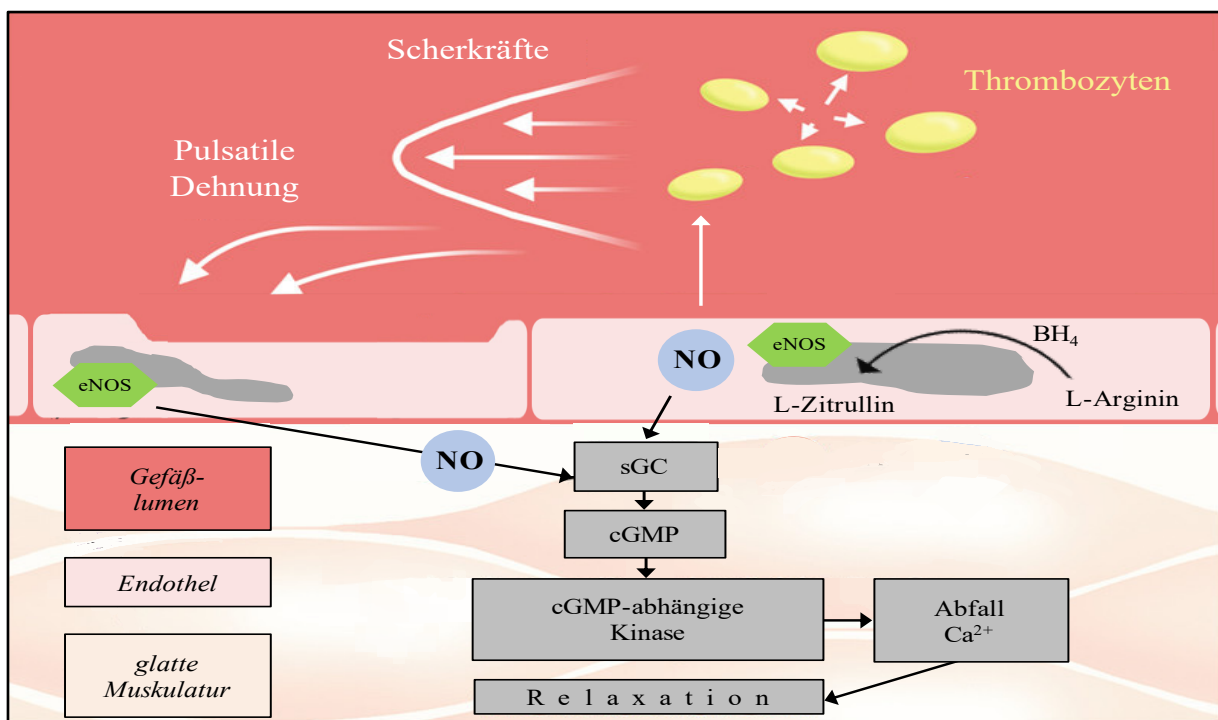 Scherkräfte
Thrombozyten
Pulsatile
Dehnung
eNOS
NO
eNOS
BH₄
L-Zitrullin
L-Arginin
NO
sGC
cGMP
cGMP-abhängige
Kinase
Abfall
Ca²⁺
Relaxation
Gefäß-
lumen
Endothel
glatte
Muskulatur